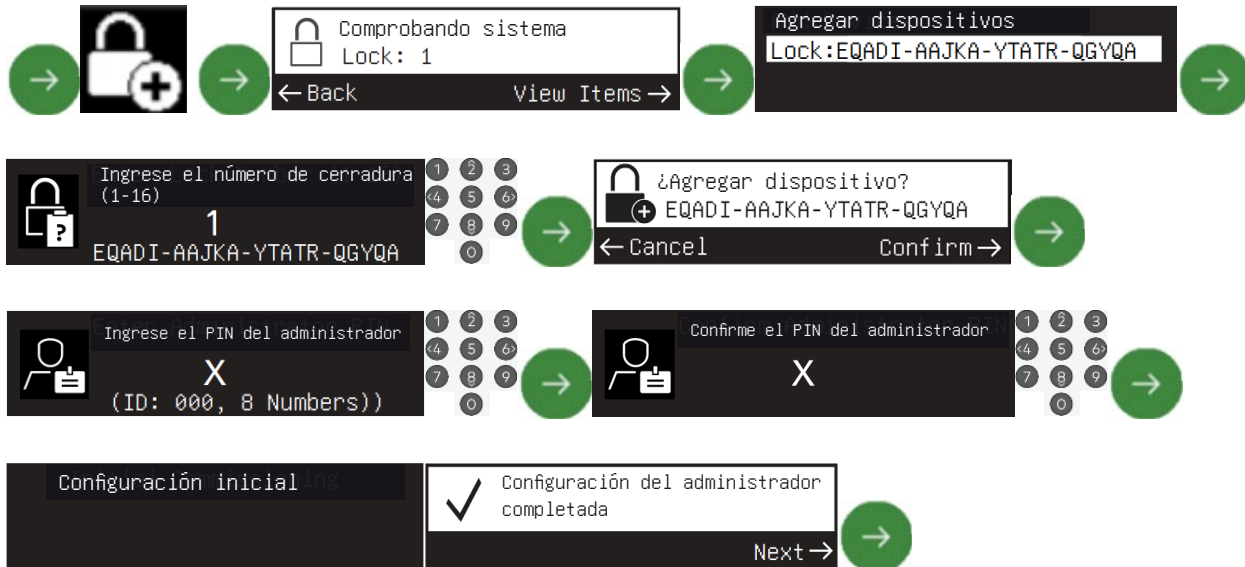 Comprobando sistema
Lock: 1
←Back View Items→
Agregar dispositivos
Lock:EQADI-AAJKA-YTATR-QGYQA
Ingrese el número de cerradura
(1-16)
1
EQADI-AAJKA-YTATR-QGYQA
1 2 3
4 5 6
7 8 9
0
¿Agregar dispositivo?
EQADI-AAJKA-YTATR-QGYQA
←Cancel Confirm→
Ingrese el PIN del administrador
X
(ID: 000, 8 Numbers))
1 2 3
4 5 6
7 8 9
0
Confirme el PIN del administrador
X
1 2 3
4 5 6
7 8 9
0
Configuración inicial
Configuración del administrador
completada
Next→